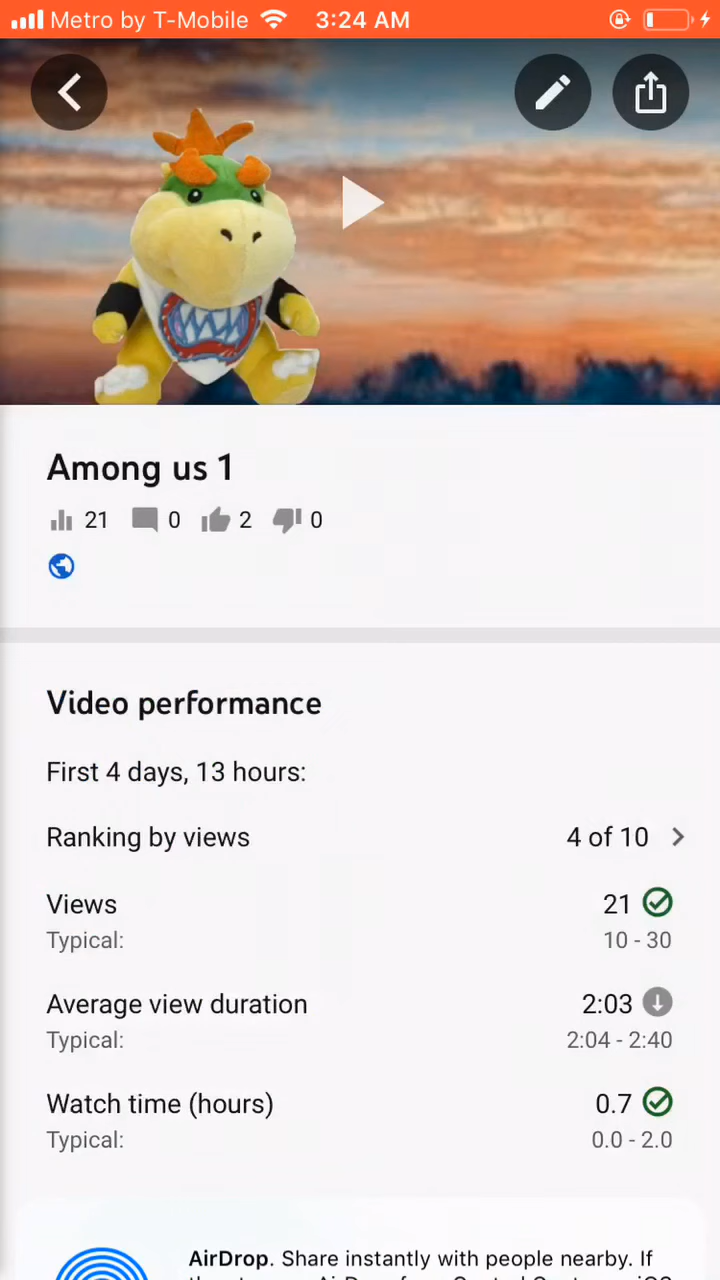 Metro by T-Mobile 3:24 AM
Among us 1
21 0 2 0
Video performance
First 4 days, 13 hours:
Ranking by views 4 of 10
Views 21
Typical: 10 - 30
Average view duration 2:03
Typical: 2:04 - 2:40
Watch time (hours) 0.7
Typical: 0.0 - 2.0
AirDrop. Share instantly with people nearby. If